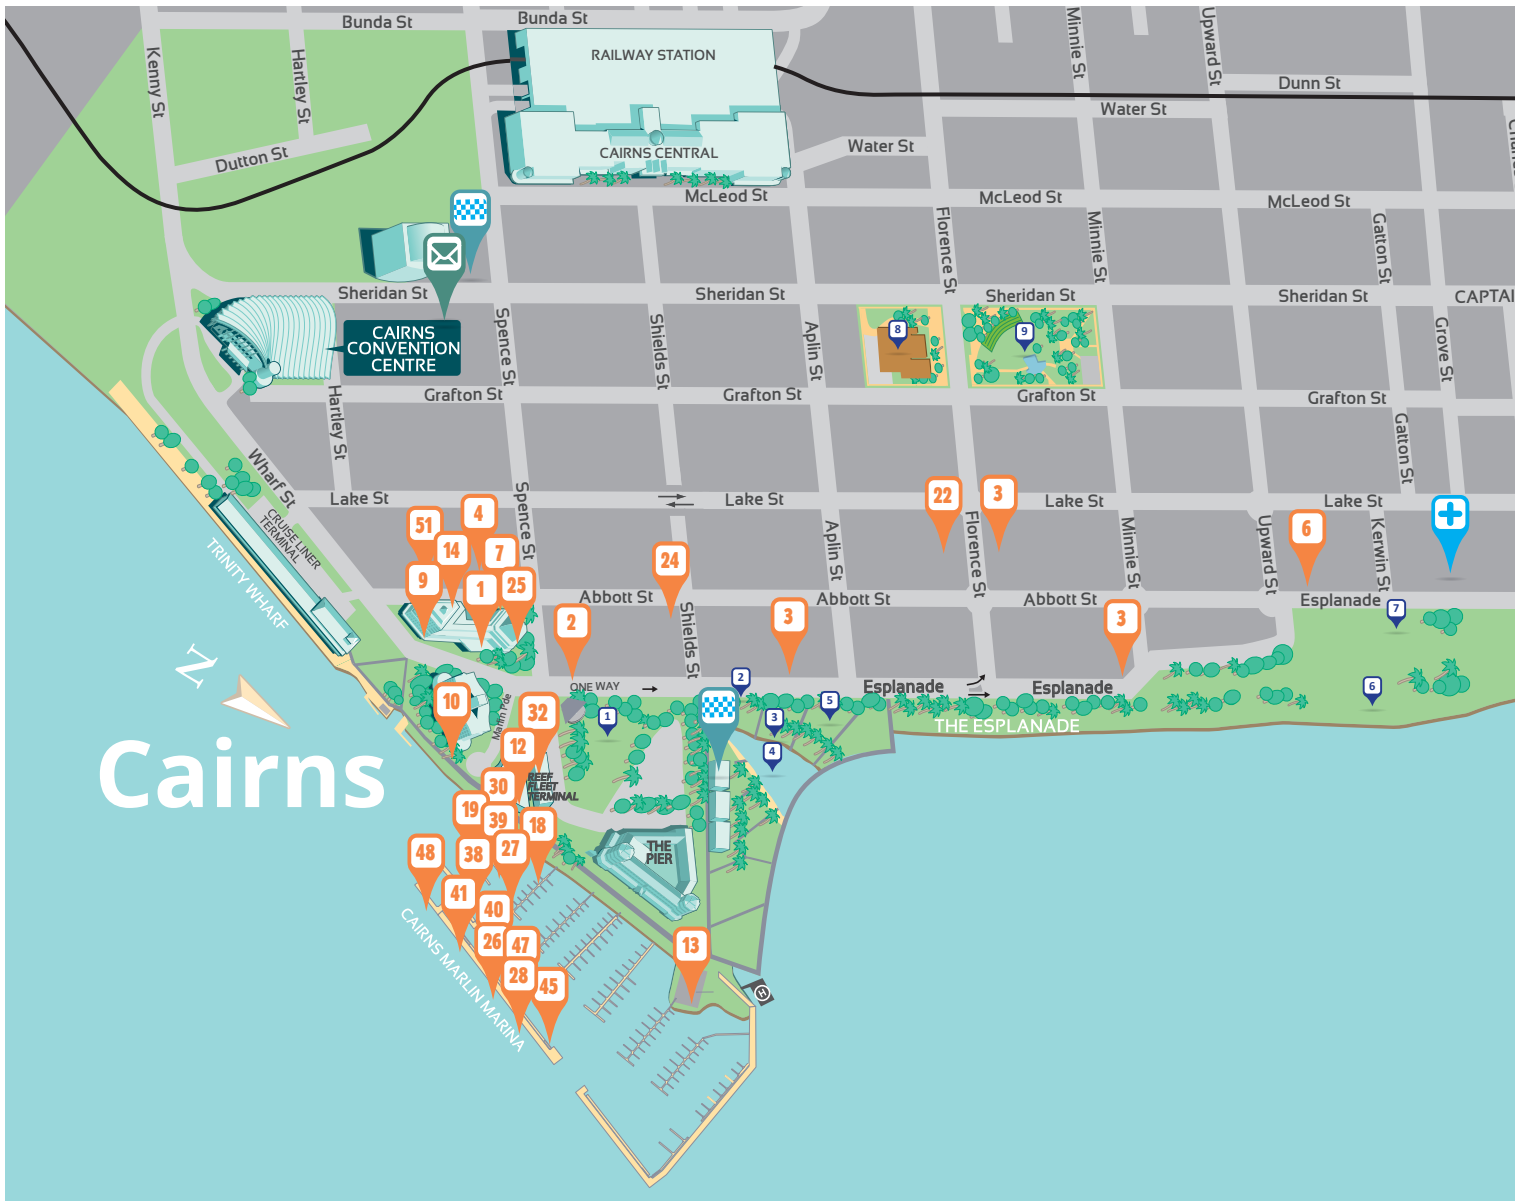 Bunda St
Bunda St
Kenny St
Hartley St
RAILWAY STATION
Minnie St
Upward St
Dunn St
Water St
Dutton St
CAIRNS CENTRAL
Water St
McLeod St
McLeod St
McLeod St
Florence St
Minnie St
Gatton St
Sheridan St
Sheridan St
Sheridan St
Sheridan St
CAPTAI
CAIRNS
CONVENTION
CENTRE
Spence St
Shields St
Aplin St
8
9
Grove St
Hartley St
Grafton St
Grafton St
Grafton St
Grafton St
Gatton St
Wharf St
Lake St
Lake St
Lake St
Lake St
CRUISE LINER
TERMINAL
TRINITY WHARF
Spence St
Aplin St
Florence St
Minnie St
Upward St
Kerwin St
22
3
6
51
4
14
7
9
1
25
24
2
3
3
Abbott St
Abbott St
Abbott St
Esplanade
7
Shields St
N
ONE WAY
Esplanade
Esplanade
THE ESPLANADE
2
5
6
1
3
4
10
Marlin Pde
32
12
Cairns
REEF
FLEET
TERMINAL
30
19
39
18
THE
PIER
48
38
27
41
40
CAIRNS MARLIN MARINA
26
47
28
45
13
H